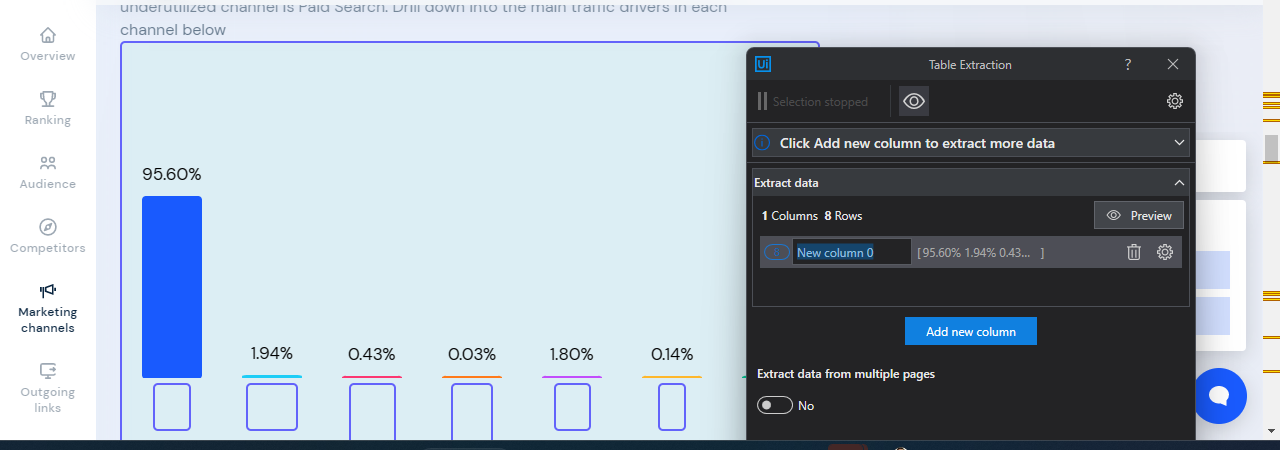 underutilized channel is Paid Search. Drill down into the main traffic drivers in each
channel below
Overview
Ranking
Audience
Competitors
Marketing
channels
Outgoing
links
95.60%
1.94%
0.43%
0.03%
1.80%
0.14%
Ui
Table Extraction
?
Selection stopped
Click Add new column to extract more data
Extract data
1 Columns 8 Rows
Preview
New column 0
[ 95.60% 1.94% 0.43... ]
Add new column
Extract data from multiple pages
No